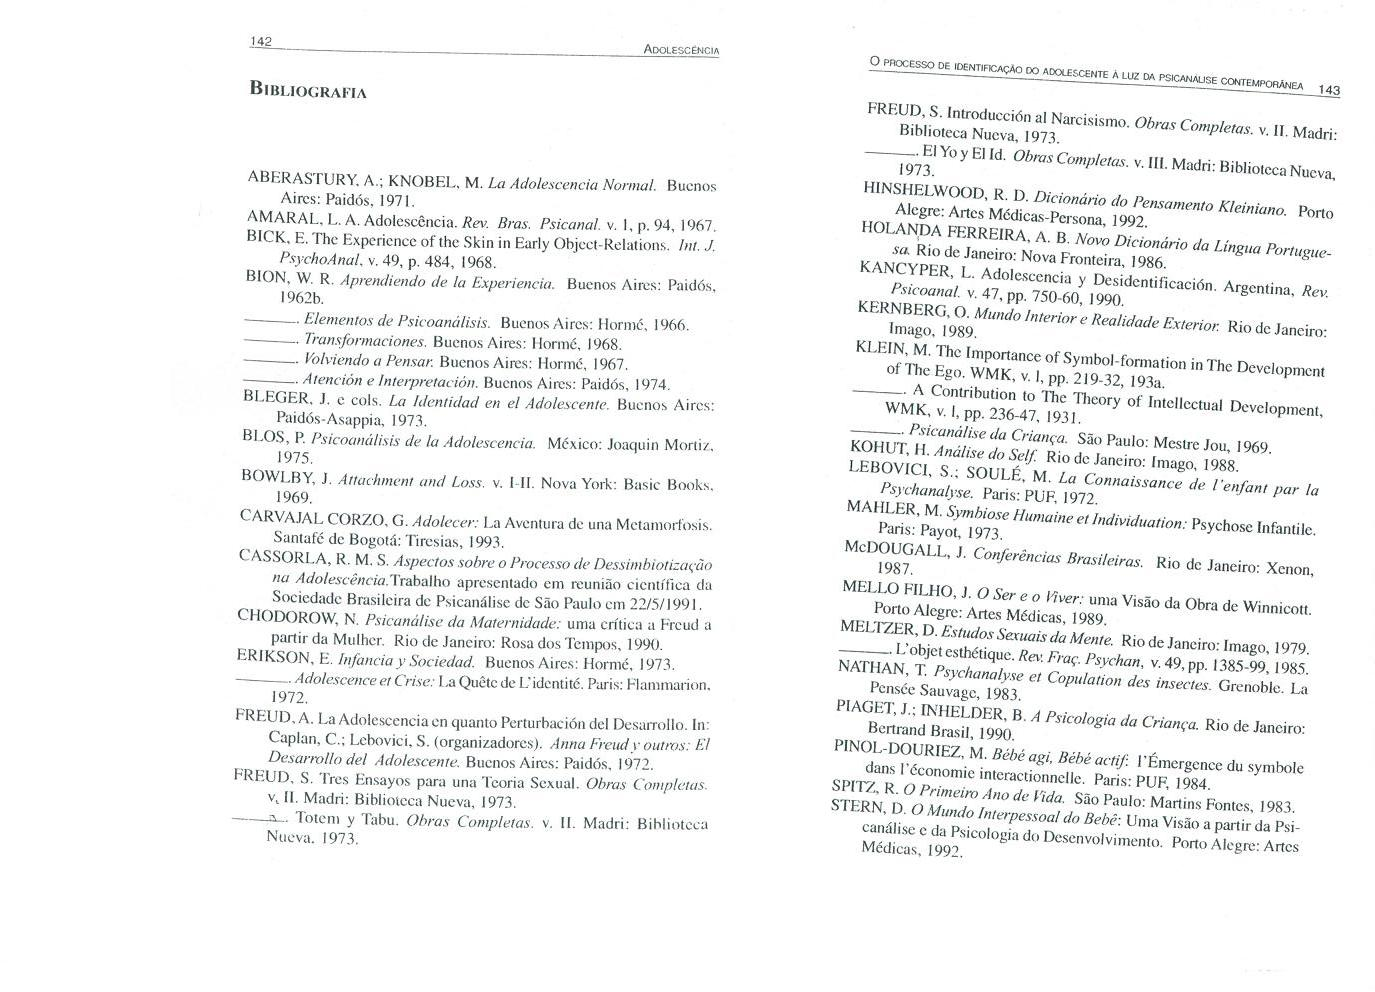 142
ADOLESCÊNCIA
BIBLIOGRAFIA
ABERASTURY, A.; KNOBEL, M. La Adolescencia Normal. Buenos
Aires: Paidós, 1971.
AMARAL, L. A. Adolescência. Rev. Bras. Psicanal. v. 1, p. 94, 1967.
BICK, E. The Experience of the Skin in Early Object-Relations. Int. J.
PsychoAnal. v. 49, p. 484, 1968.
BION, W. R. Aprendiendo de la Experiencia. Buenos Aires: Paidós,
1962b.
______. Elementos de Psicoanálisis. Buenos Aires: Hormé, 1966.
______. Transformaciones. Buenos Aires: Hormé, 1968.
______. Volviendo a Pensar. Buenos Aires: Hormé, 1967.
______. Atención e Interpretación. Buenos Aires: Paidós, 1974.
BLEGER, J. e cols. La Identidad en el Adolescente. Buenos Aires:
Paidós-Asappia, 1973.
BLOS, P. Psicoanálisis de la Adolescencia. México: Joaquin Mortiz,
1975.
BOWLBY, J. Attachment and Loss. v. I-II. Nova York: Basic Books,
1969.
CARVAJAL CORZO, G. Adolecer: La Aventura de una Metamorfosis.
Santafé de Bogotá: Tiresias, 1993.
CASSORLA, R. M. S. Aspectos sobre o Processo de Dessimbiotização
na Adolescência.Trabalho apresentado em reunião científica da
Sociedade Brasileira de Psicanálise de São Paulo em 22/5/1991.
CHODOROW, N. Psicanálise da Maternidade: uma crítica a Freud a
partir da Mulher. Rio de Janeiro: Rosa dos Tempos, 1990.
ERIKSON, E. Infancia y Sociedad. Buenos Aires: Hormé, 1973.
______. Adolescence et Crise: La Quête de L'identité. Paris: Flammarion,
1972.
FREUD, A. La Adolescencia en quanto Perturbación del Desarrollo. In:
Caplan, C.; Lebovici, S. (organizadores). Anna Freud y outros: El
Desarrollo del Adolescente. Buenos Aires: Paidós, 1972.
FREUD, S. Tres Ensayos para una Teoria Sexual. Obras Completas.
v. II. Madri: Biblioteca Nueva, 1973.
______. Totem y Tabu. Obras Completas. v. II. Madri: Biblioteca
Nueva, 1973.
O PROCESSO DE IDENTIFICAÇÃO DO ADOLESCENTE À LUZ DA PSICANÁLISE CONTEMPORÂNEA 143
FREUD, S. Introducción al Narcisismo. Obras Completas. v. II. Madri:
Biblioteca Nueva, 1973.
______. El Yo y El Id. Obras Completas. v. III. Madri: Biblioteca Nueva,
1973.
HINSHELWOOD, R. D. Dicionário do Pensamento Kleiniano. Porto
Alegre: Artes Médicas-Persona, 1992.
HOLANDA FERREIRA, A. B. Novo Dicionário da Língua Portugue-
sa. Rio de Janeiro: Nova Fronteira, 1986.
KANCYPER, L. Adolescencia y Desidentificación. Argentina, Rev.
Psicoanal. v. 47, pp. 750-60, 1990.
KERNBERG, O. Mundo Interior e Realidade Exterior. Rio de Janeiro:
Imago, 1989.
KLEIN, M. The Importance of Symbol-formation in The Development
of The Ego. WMK, v. I, pp. 219-32, 193a.
______. A Contribution to The Theory of Intellectual Development,
WMK, v. I, pp. 236-47, 1931.
______. Psicanálise da Criança. São Paulo: Mestre Jou, 1969.
KOHUT, H. Análise do Self. Rio de Janeiro: Imago, 1988.
LEBOVICI, S.; SOULÉ, M. La Connaissance de l'enfant par la
Psychanalyse. Paris: PUF, 1972.
MAHLER, M. Symbiose Humaine et Individuation: Psychose Infantile.
Paris: Payot, 1973.
McDOUGALL, J. Conferências Brasileiras. Rio de Janeiro: Xenon,
1987.
MELLO FILHO, J. O Ser e o Viver: uma Visão da Obra de Winnicott.
Porto Alegre: Artes Médicas, 1989.
MELTZER, D. Estudos Sexuais da Mente. Rio de Janeiro: Imago, 1979.
______. L'objet esthétique. Rev. Fraç. Psychan, v. 49, pp. 1385-99, 1985.
NATHAN, T. Psychanalyse et Copulation des insectes. Grenoble. La
Pensée Sauvage, 1983.
PIAGET, J.; INHELDER, B. A Psicologia da Criança. Rio de Janeiro:
Bertrand Brasil, 1990.
PINOL-DOURIEZ, M. Bébé agi, Bébé actif: l'Émergence du symbole
dans l'économie interactionnelle. Paris: PUF, 1984.
SPITZ, R. O Primeiro Ano de Vida. São Paulo: Martins Fontes, 1983.
STERN, D. O Mundo Interpessoal do Bebê: Uma Visão a partir da Psi-
canálise e da Psicologia do Desenvolvimento. Porto Alegre: Artes
Médicas, 1992.